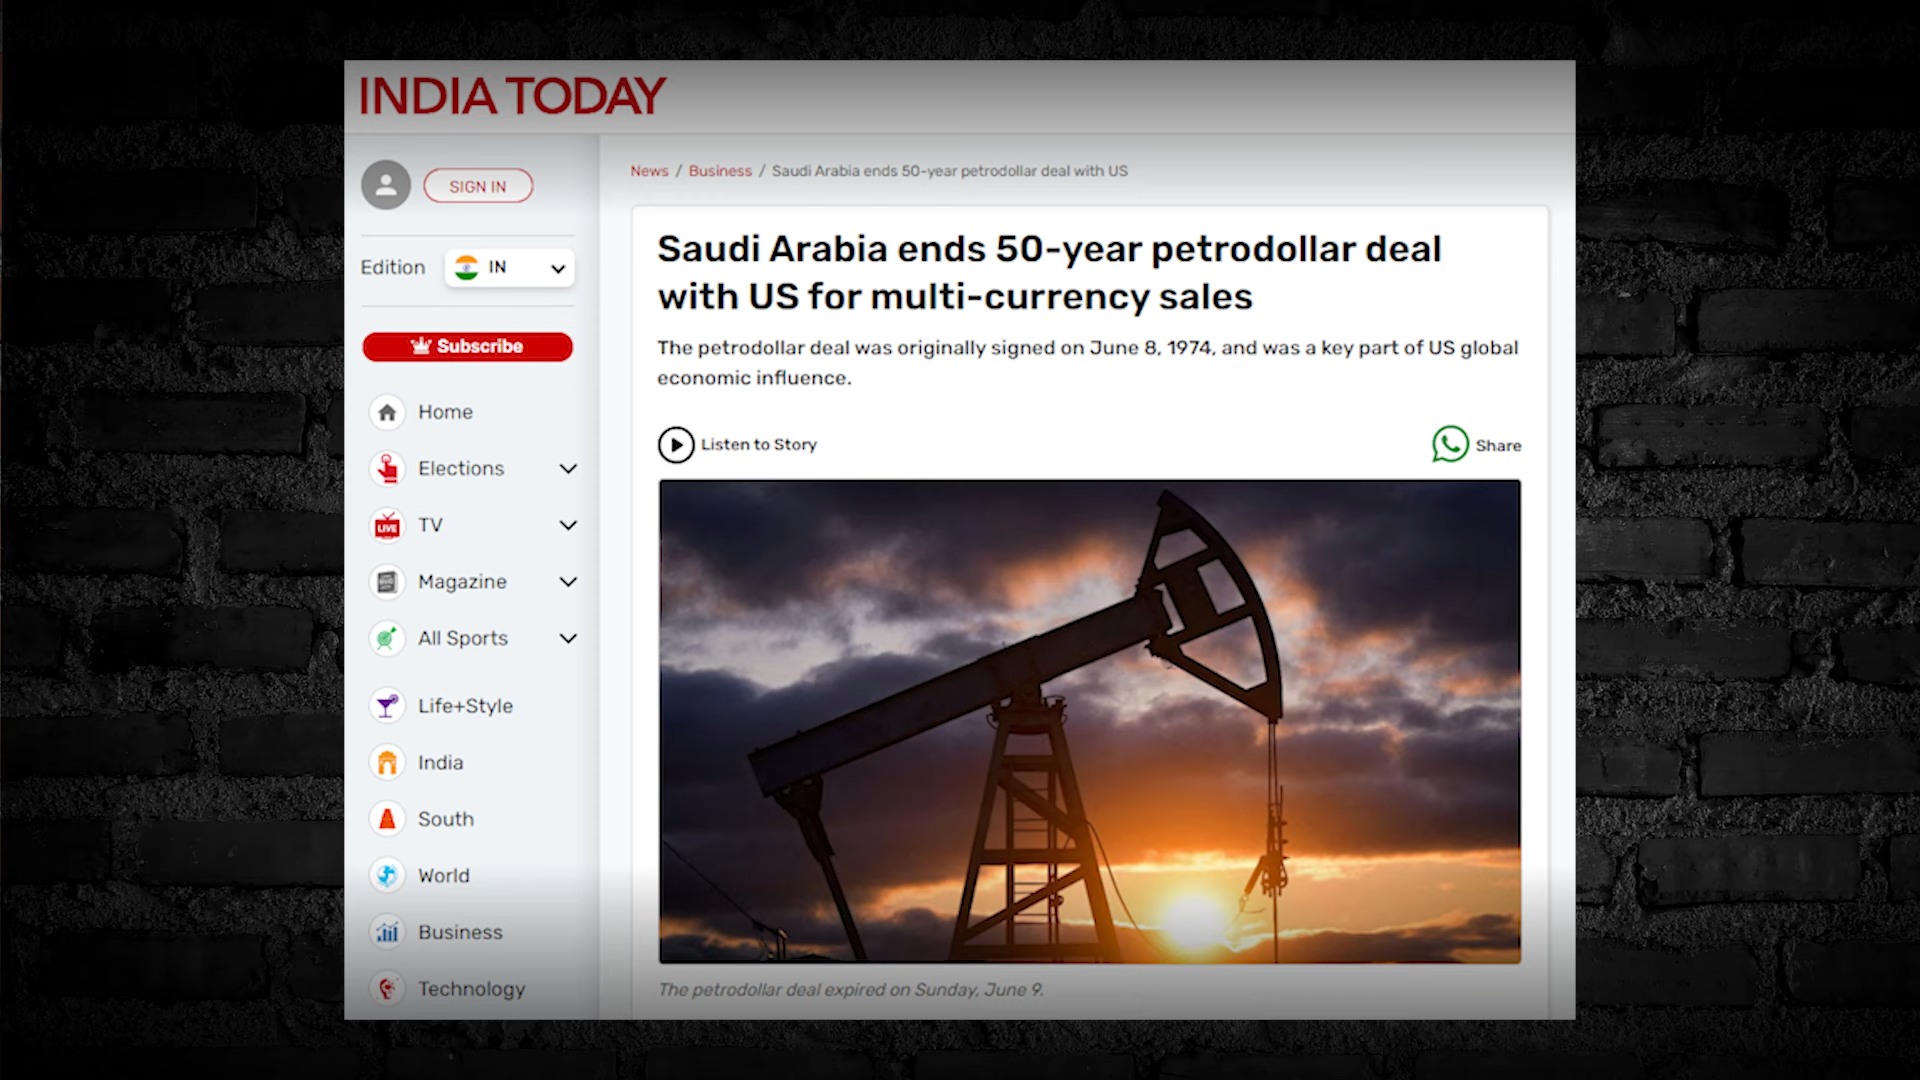 INDIA TODAY
SIGN IN
Edition IN
Subscribe
Home
Elections
LIVE TV
Magazine
All Sports
Life+Style
India
South
World
Business
Technology
News / Business / Saudi Arabia ends 50-year petrodollar deal with US
Saudi Arabia ends 50-year petrodollar deal
with US for multi-currency sales
The petrodollar deal was originally signed on June 8, 1974, and was a key part of US global
economic influence.
Listen to Story
Share
The petrodollar deal expired on Sunday, June 9.